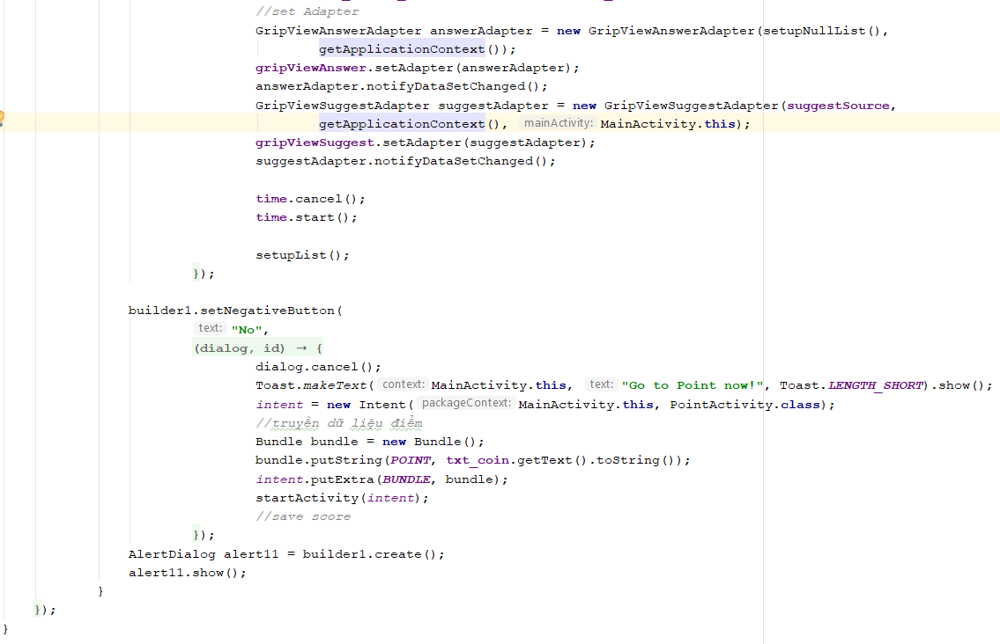 //set Adapter
GripViewAnswerAdapter answerAdapter = new GripViewAnswerAdapter(setupNullList(),
getApplicationContext());
gripViewAnswer.setAdapter(answerAdapter);
answerAdapter.notifyDataSetChanged();
GripViewSuggestAdapter suggestAdapter = new GripViewSuggestAdapter(suggestSource,
getApplicationContext(), mainActivity: MainActivity.this);
gripViewSuggest.setAdapter(suggestAdapter);
suggestAdapter.notifyDataSetChanged();
time.cancel();
time.start();
setupList();
});
builder1.setNegativeButton(
text: "No",
(dialog, id) → {
dialog.cancel();
Toast.makeText( context: MainActivity.this, text: "Go to Point now!", Toast.LENGTH_SHORT).show();
intent = new Intent( packageContext: MainActivity.this, PointActivity.class);
//truyền dữ liệu điểm
Bundle bundle = new Bundle();
bundle.putString(POINT, txt_coin.getText().toString());
intent.putExtra(BUNDLE, bundle);
startActivity(intent);
//save score
});
AlertDialog alert11 = builder1.create();
alert11.show();
}
});
}